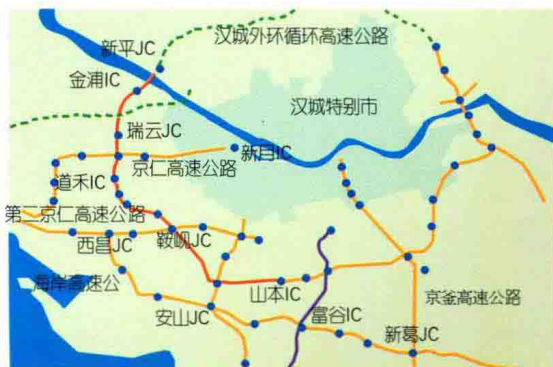 汉城外环循环高速公路
新平JC
金浦IC
汉城特别市
瑞云JC
新月IC
京仁高速公路
道禾IC
第二京仁高速公路
鞍岘JC
西昌JC
海岸高速公
山本IC
京釜高速公路
安山JC
富谷IC
新葛JC